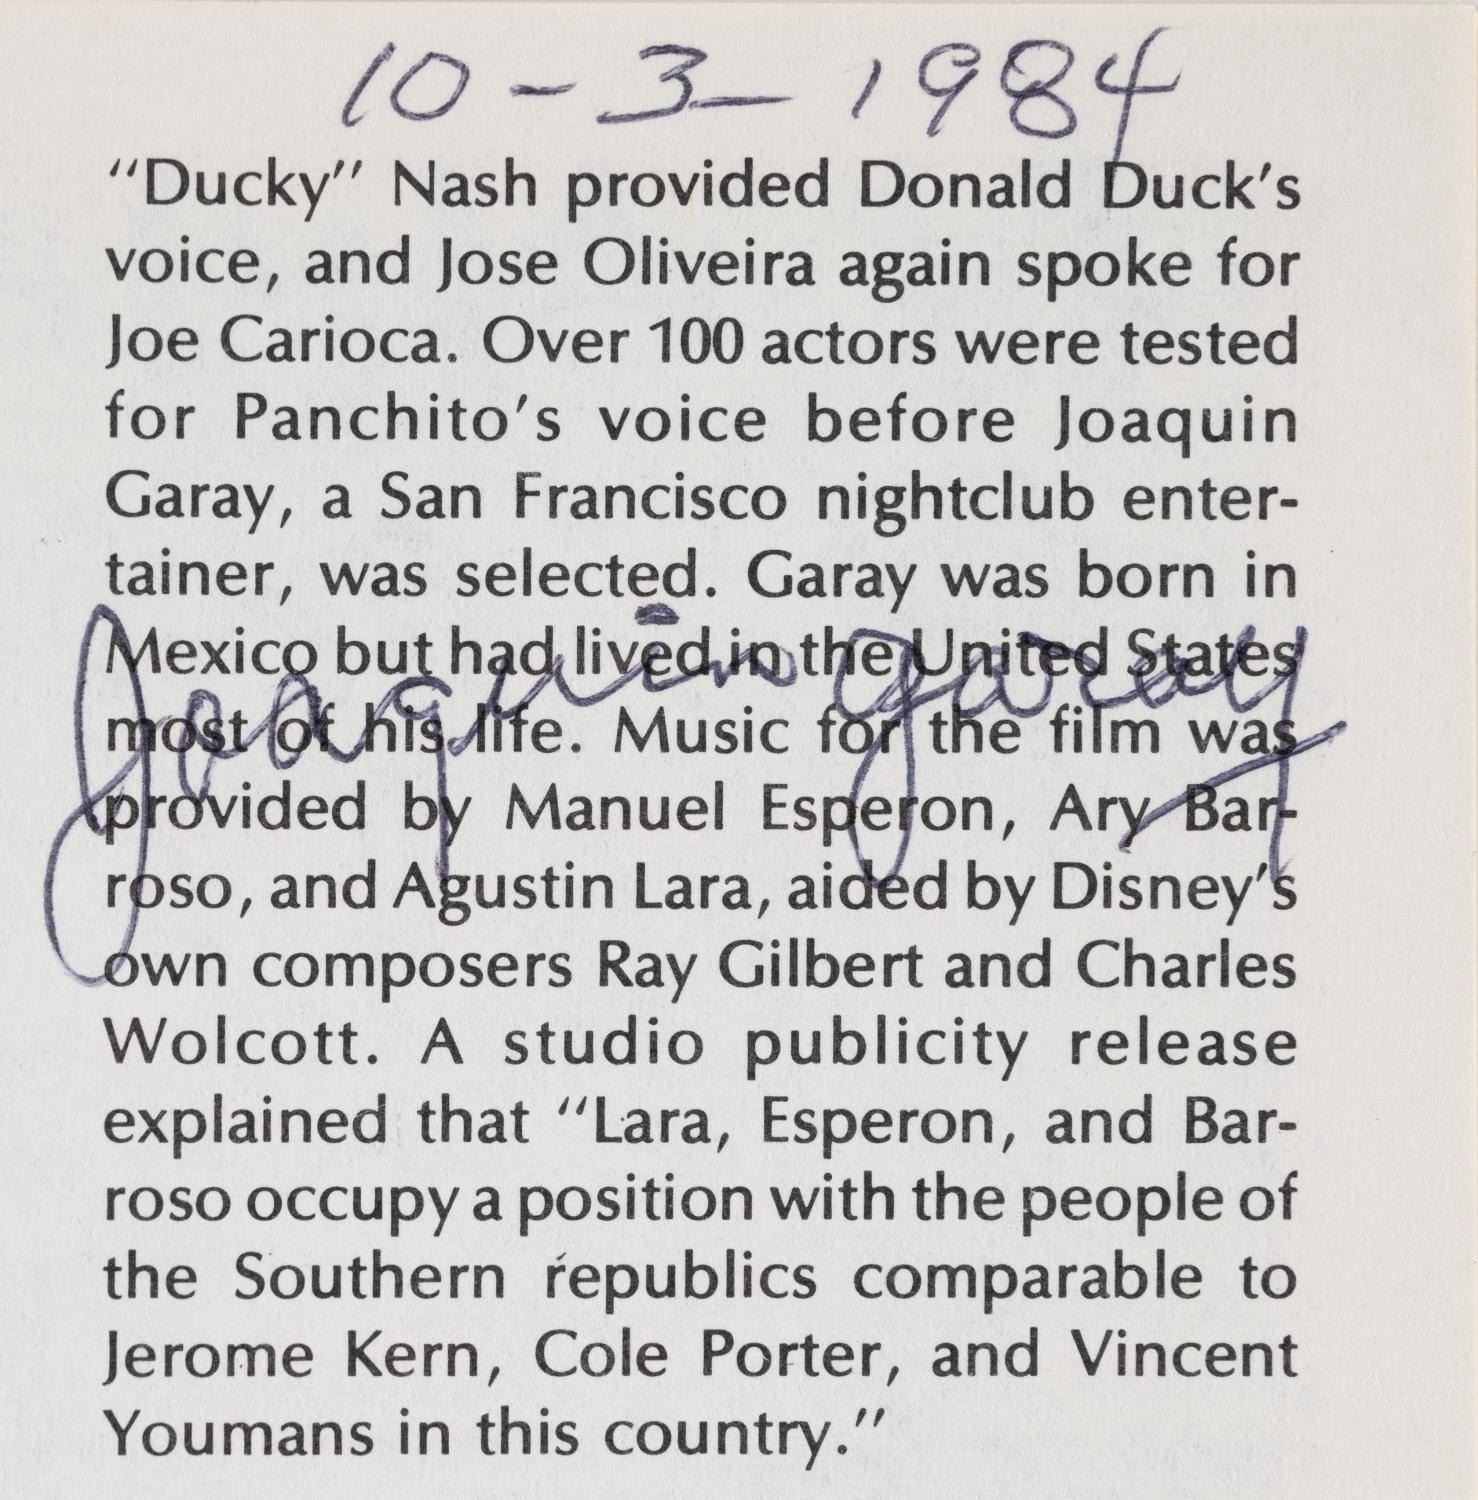 10-3-1984
“Ducky” Nash provided Donald Duck’s
voice, and Jose Oliveira again spoke for
Joe Carioca. Over 100 actors were tested
for Panchito’s voice before Joaquin
Garay, a San Francisco nightclub enter-
tainer, was selected. Garay was born in
Mexico but had lived in the United States
Joaquin Garay
most of his life. Music for the film was
provided by Manuel Esperon, Ary Bar-
roso, and Agustin Lara, aided by Disney’s
own composers Ray Gilbert and Charles
Wolcott. A studio publicity release
explained that “Lara, Esperon, and Bar-
roso occupy a position with the people of
the Southern republics comparable to
Jerome Kern, Cole Porter, and Vincent
Youmans in this country.”